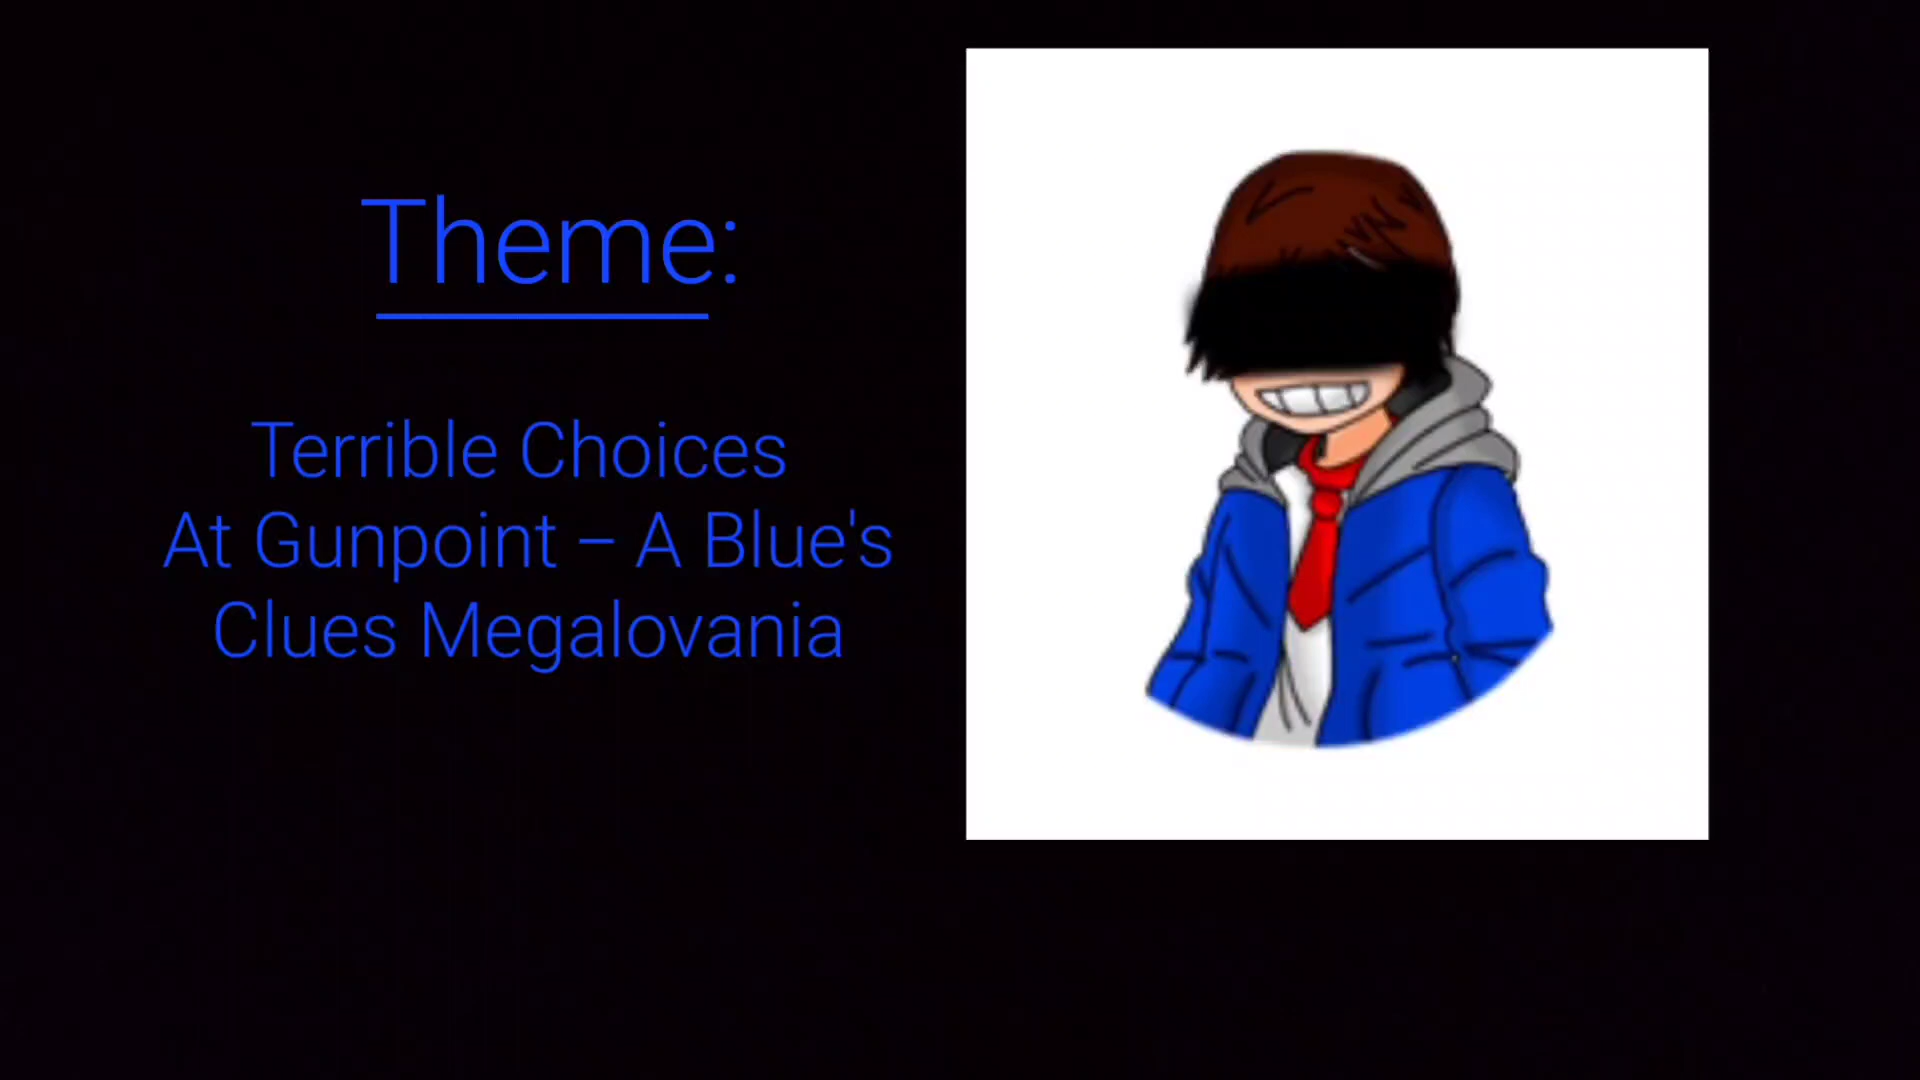 Theme:
Terrible Choices
At Gunpoint – A Blue's
Clues Megalovania